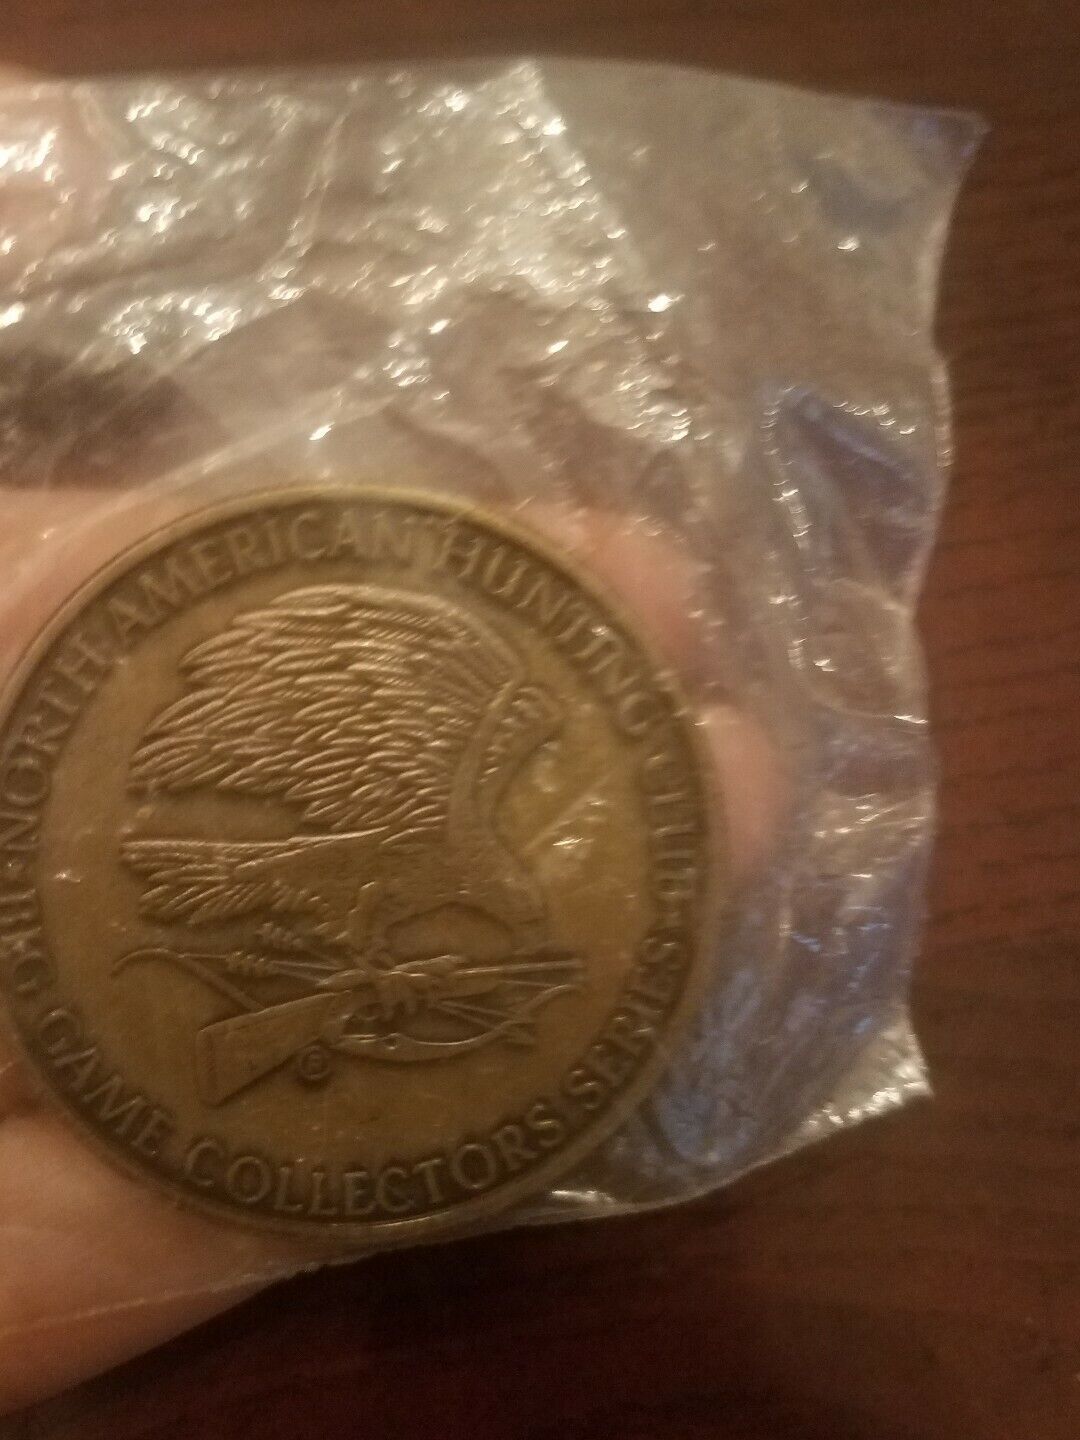 NORTH AMERICAN HUNTING CLUB
BIG GAME COLLECTORS SERIES
®